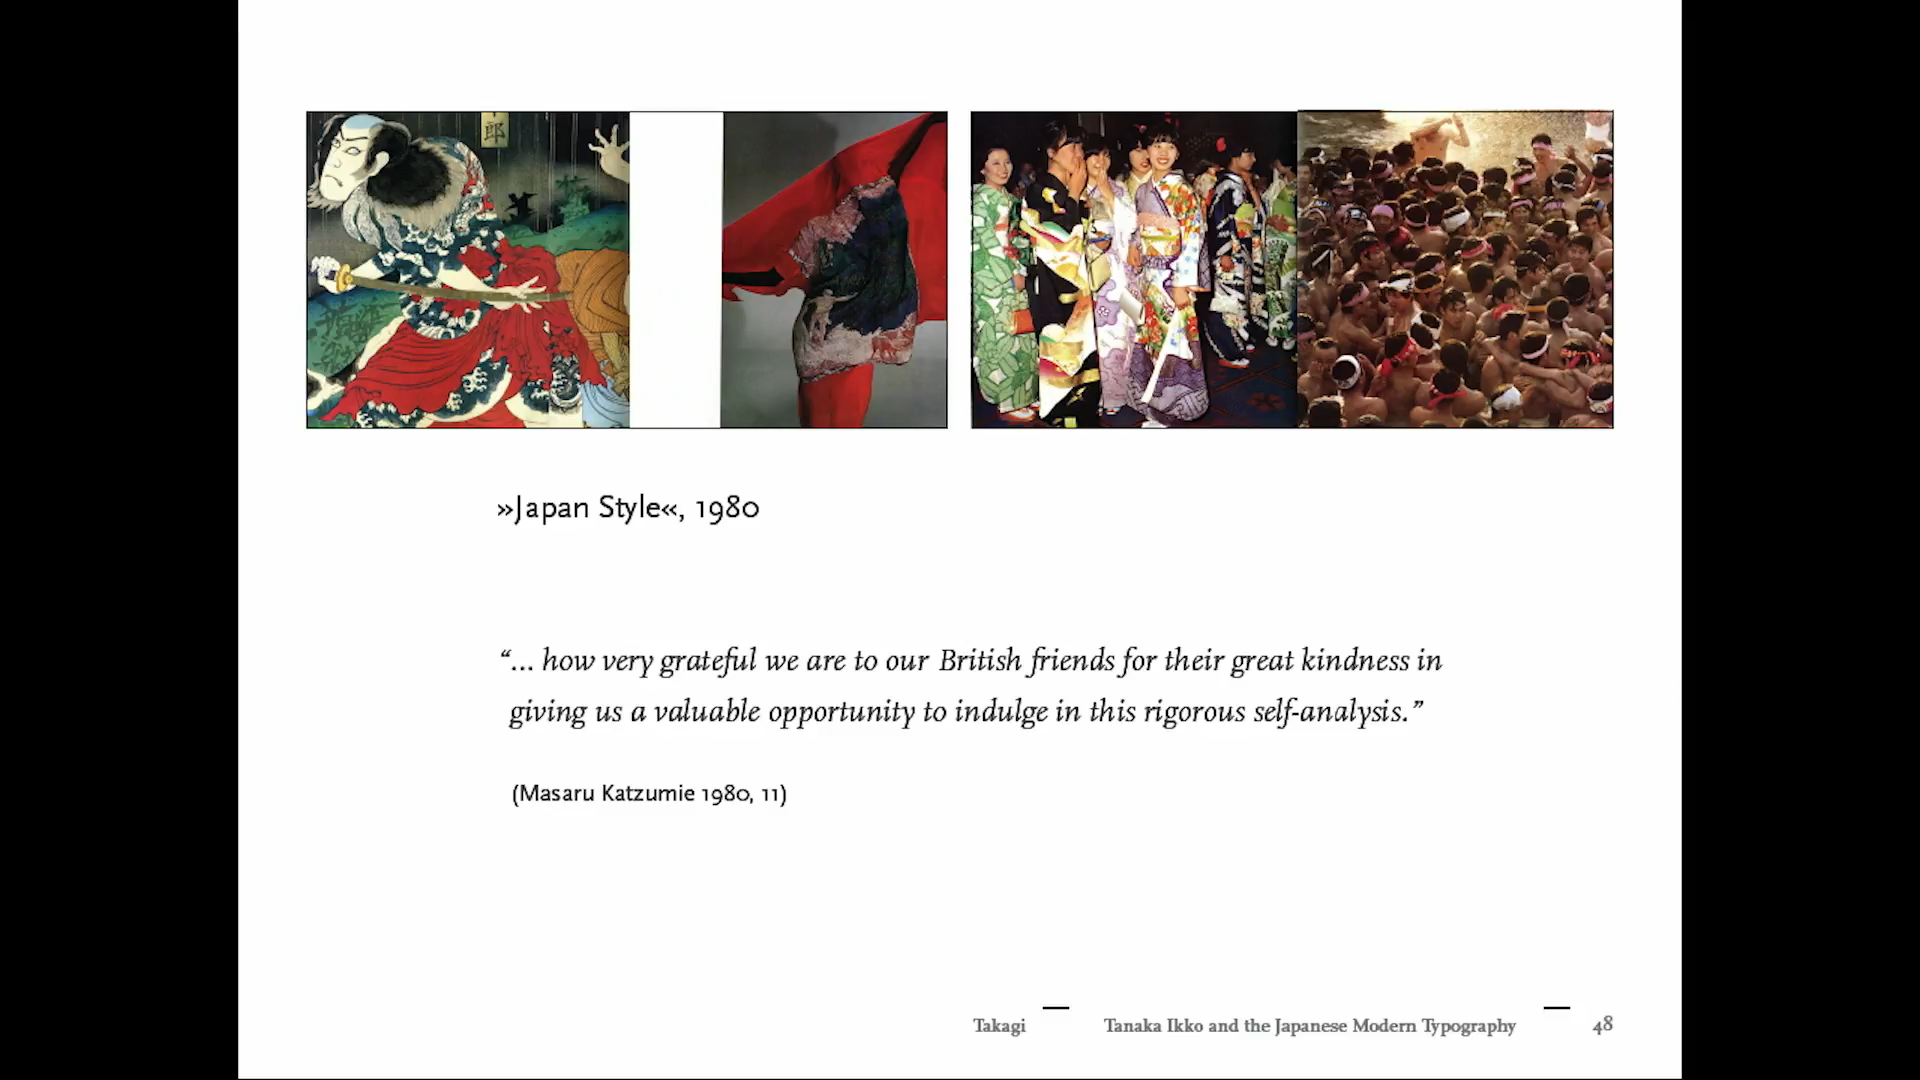 郎
»Japan Style«, 1980
“... how very grateful we are to our British friends for their great kindness in
giving us a valuable opportunity to indulge in this rigorous self-analysis.”
(Masaru Katzumie 1980, 11)
Takagi — Tanaka Ikko and the Japanese Modern Typography — 48